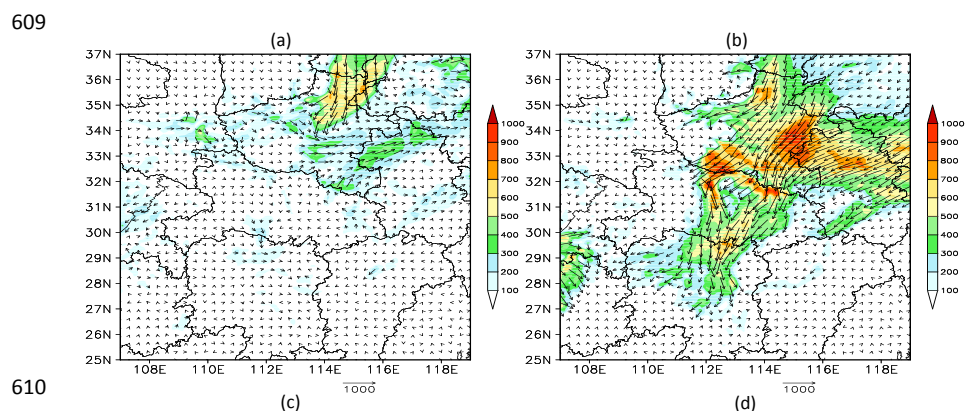 609
(a) (b)
37N 37N
36N 36N
35N 35N
34N 34N
33N 33N
32N 32N
31N 31N
30N 30N
29N 29N
28N 28N
27N 27N
26N 26N
25N 25N
1000 1000
900 900
800 800
700 700
600 600
500 500
400 400
300 300
200 200
100 100
108E 110E 112E 114E 116E 118E 108E 110E 112E 114E 116E 118E
1000 1000
610
(c) (d)